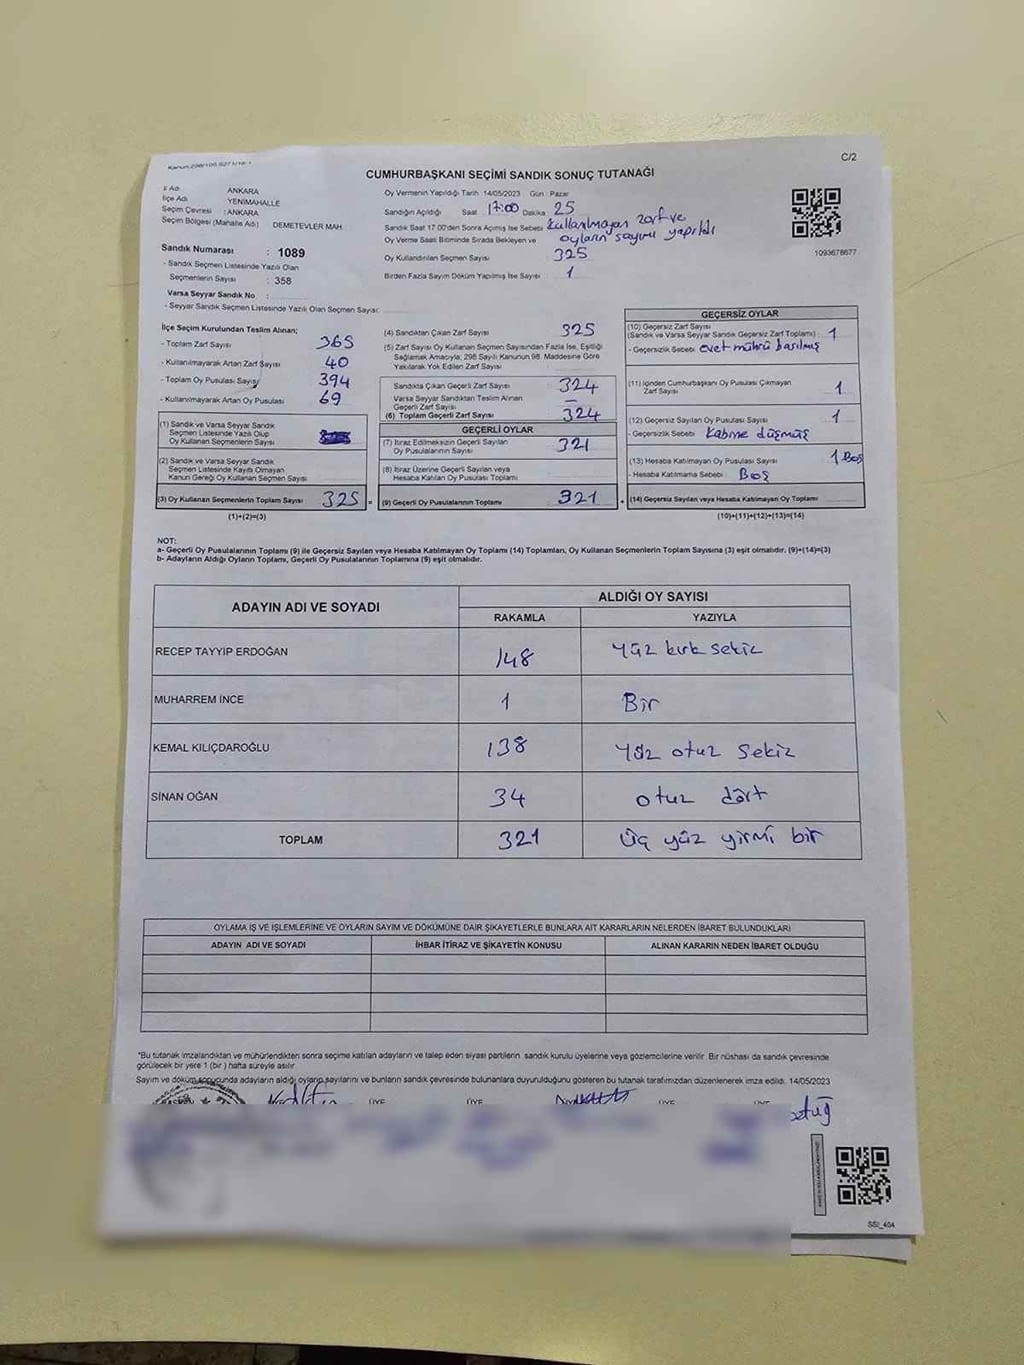 C/2
CUMHURBAŞKANI SEÇİMİ SANDIK SONUÇ TUTANAĞI
İl Adı ANKARA
İlçe Adı YENİMAHALLE
Seçim Çevresi : ANKARA
Seçim Bölgesi (Mahalle Adı) DEMETEVLER MAH.
Sandık Numarası : 1089
- Sandık Seçmen Listesinde Yazılı Olan
Seçmenlerin Sayısı : 358
Varsa Seyyar Sandık No :
- Seyyar Sandık Seçmen Listesinde Yazılı Olan Seçmen Sayısı:
Oy Vermenin Yapıldığı Tarih 14/05/2023 Gün : Pazar
Sandığın Açıldığı Saat 17:00 Dakika 25
Sandık Saat 17.00'den Sonra Açılmış İse Sebebi kullanılmayan zarf ve
oyların sayımı yapıldı
Oy Verme Saati Bitiminde Sırada Bekleyen ve
Oy Kullandırılan Seçmen Sayısı 325
Birden Fazla Sayım Döküm Yapılmış İse Sayısı 1
1093678677
İlçe Seçim Kurulundan Teslim Alınan;
- Toplam Zarf Sayısı 365
- Kullanılmayarak Artan Zarf Sayısı 40
- Toplam Oy Pusulası Sayısı 394
- Kullanılmayarak Artan Oy Pusulası 69
(1) Sandık ve Varsa Seyyar Sandık
Seçmen Listesinde Yazılı Olup
Oy Kullanan Seçmenlerin Sayısı
(2) Sandık ve Varsa Seyyar Sandık
Seçmen Listesinde Kayıtlı Olmayan
Kanun Gereği Oy Kullanan Seçmen Sayısı
(3) Oy Kullanan Seçmenlerin Toplam Sayısı 325 =
(1)+(2)=(3)
(4) Sandıktan Çıkan Zarf Sayısı 325
(5) Zarf Sayısı Oy Kullanan Seçmen Sayısından Fazla İse, Eşitliği
Sağlamak Amacıyla, 298 Sayılı Kanunun 98. Maddesine Göre
Yakılarak Yok Edilen Zarf Sayısı
Sandıkta Çıkan Geçerli Zarf Sayısı 324
Varsa Seyyar Sandıktan Teslim Alınan
Geçerli Zarf Sayısı –
(6) Toplam Geçerli Zarf Sayısı 324
GEÇERLİ OYLAR
(7) İtiraz Edilmeksizin Geçerli Sayılan
Oy Pusulalarının Sayısı 321
(8) İtiraz Üzerine Geçerli Sayılan veya
Hesaba Katılan Oy Pusulası Toplamı
(9) Geçerli Oy Pusulalarının Toplamı 321 +
GEÇERSİZ OYLAR
(10) Geçersiz Zarf Sayısı
(Sandık ve Varsa Seyyar Sandık Geçersiz Zarf Toplamı) 1
- Geçersizlik Sebebi evet mührü basılmış
(11) İçinden Cumhurbaşkanı Oy Pusulası Çıkmayan
Zarf Sayısı 1
(12) Geçersiz Sayılan Oy Pusulası Sayısı 1
- Geçersizlik Sebebi Kabine düşmüş
(13) Hesaba Katılmayan Oy Pusulası Sayısı 1 Boş
- Hesaba Katılmama Sebebi Boş
(14) Geçersiz Sayılan veya Hesaba Katılmayan Oy Toplamı
(10)+(11)+(12)+(13)=(14)
NOT:
a- Geçerli Oy Pusulalarının Toplamı (9) ile Geçersiz Sayılan veya Hesaba Katılmayan Oy Toplamı (14) Toplamları, Oy Kullanan Seçmenlerin Toplam Sayısına (3) eşit olmalıdır. (9)+(14)=(3)
b- Adayların Aldığı Oyların Toplamı, Geçerli Oy Pusulalarının Toplamına (9) eşit olmalıdır.
ADAYIN ADI VE SOYADI ALDIĞI OY SAYISI
RAKAMLA YAZIYLA
RECEP TAYYİP ERDOĞAN 148 Yüz kırk sekiz
MUHARREM İNCE 1 Bir
KEMAL KILIÇDAROĞLU 138 Yüz otuz sekiz
SİNAN OĞAN 34 otuz dört
TOPLAM 321 Üç yüz yirmi bir
OYLAMA İŞ VE İŞLEMLERİNE VE OYLARIN SAYIM VE DÖKÜMÜNE DAİR ŞİKAYETLERLE BUNLARA AİT KARARLARIN NELERDEN İBARET BULUNDUKLARI
ADAYIN ADI VE SOYADI İHBAR İTİRAZ VE ŞİKAYETİN KONUSU ALINAN KARARIN NEDEN İBARET OLDUĞU
*Bu tutanak imzalandıktan ve mühürlendikten sonra seçime katılan adayların ve talep eden siyasi partilerin sandık kurulu üyelerine veya gözlemcilerine verilir. Bir nüshası da sandık çevresinde
görülecek bir yere 1 (bir) hafta süreyle asılır
Sayım ve döküm sonucunda adayların aldığı oyların sayılarını ve bunların sandık çevresinde bulunanlara duyurulduğunu gösteren bu tutanak tarafımızdan düzenlenerek imza edildi. 14/05/2023
ÜYE ÜYE ÜYE ÜYE
SSI_404